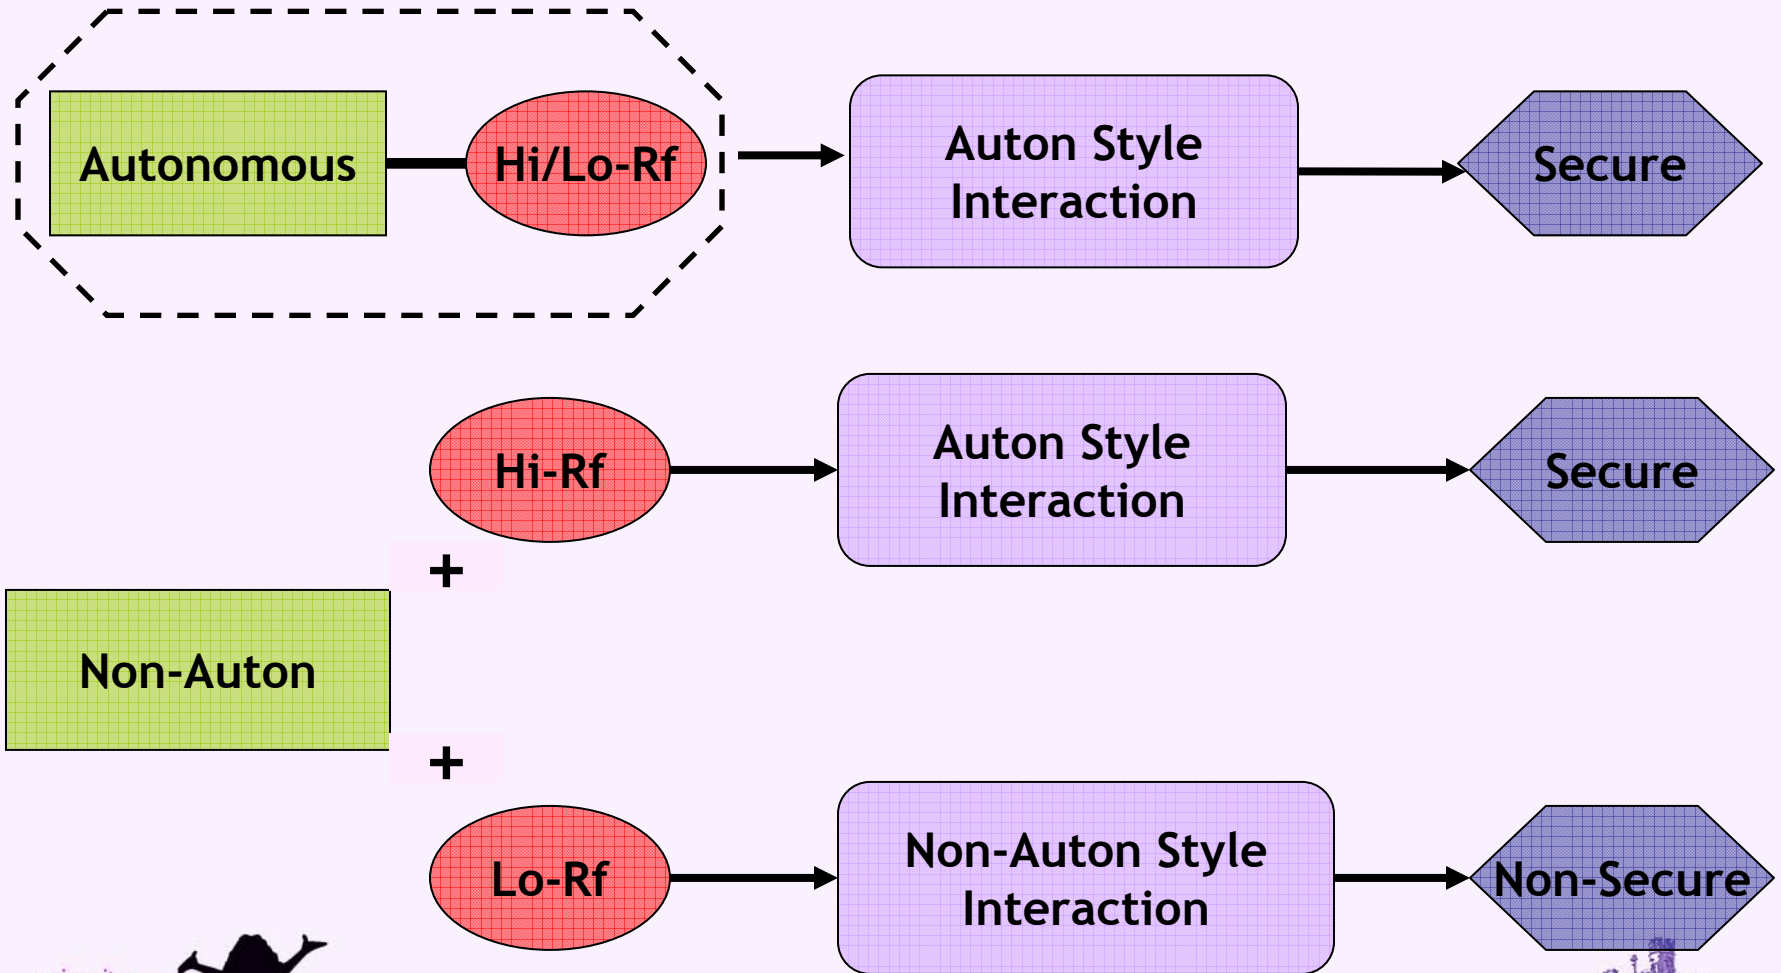 Autonomous
Hi/Lo-Rf
Auton Style
Interaction
Secure
Hi-Rf
Auton Style
Interaction
Secure
+
Non-Auton
+
Lo-Rf
Non-Auton Style
Interaction
Non-Secure